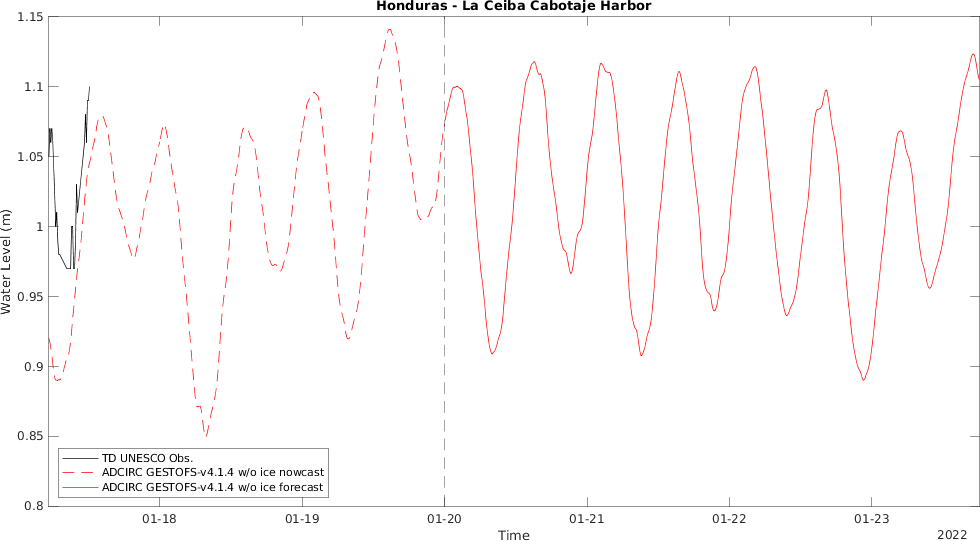 Honduras - La Ceiba Cabotaje Harbor
1.15
1.1
1.05
1
0.95
0.9
0.85
0.8
Water Level (m)
TD UNESCO Obs.
ADCIRC GESTOFS-v4.1.4 w/o ice nowcast
ADCIRC GESTOFS-v4.1.4 w/o ice forecast
01-18 01-19 01-20 01-21 01-22 01-23
Time
2022